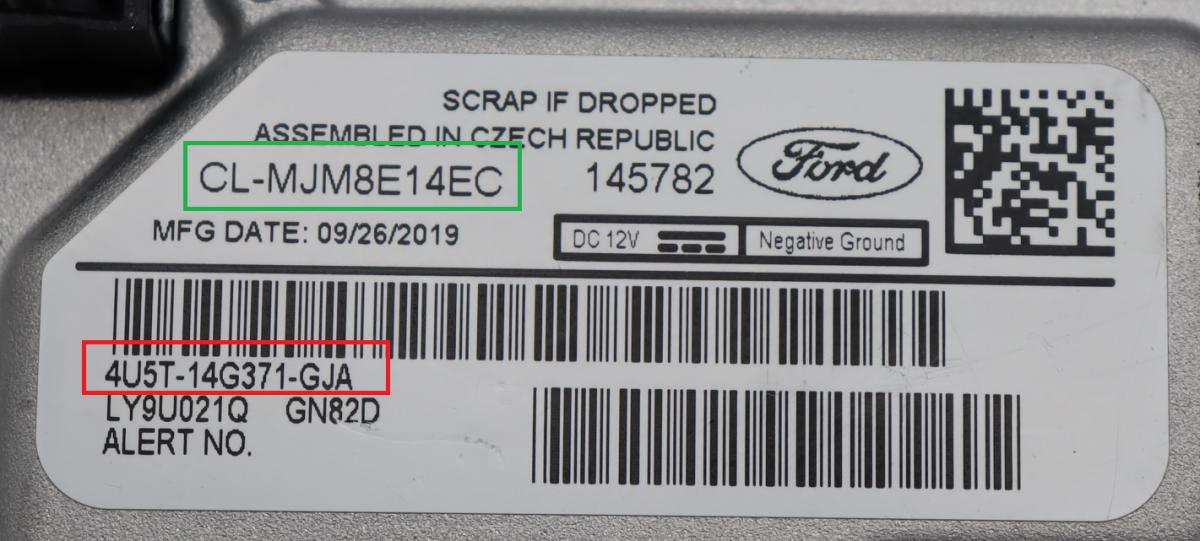 SCRAP IF DROPPED
ASSEMBLED IN CZECH REPUBLIC
CL-MJM8E14EC 145782
Ford
MFG DATE: 09/26/2019
DC 12V Negative Ground
4U5T-14G371-GJA
LY9U021Q GN82D
ALERT NO.